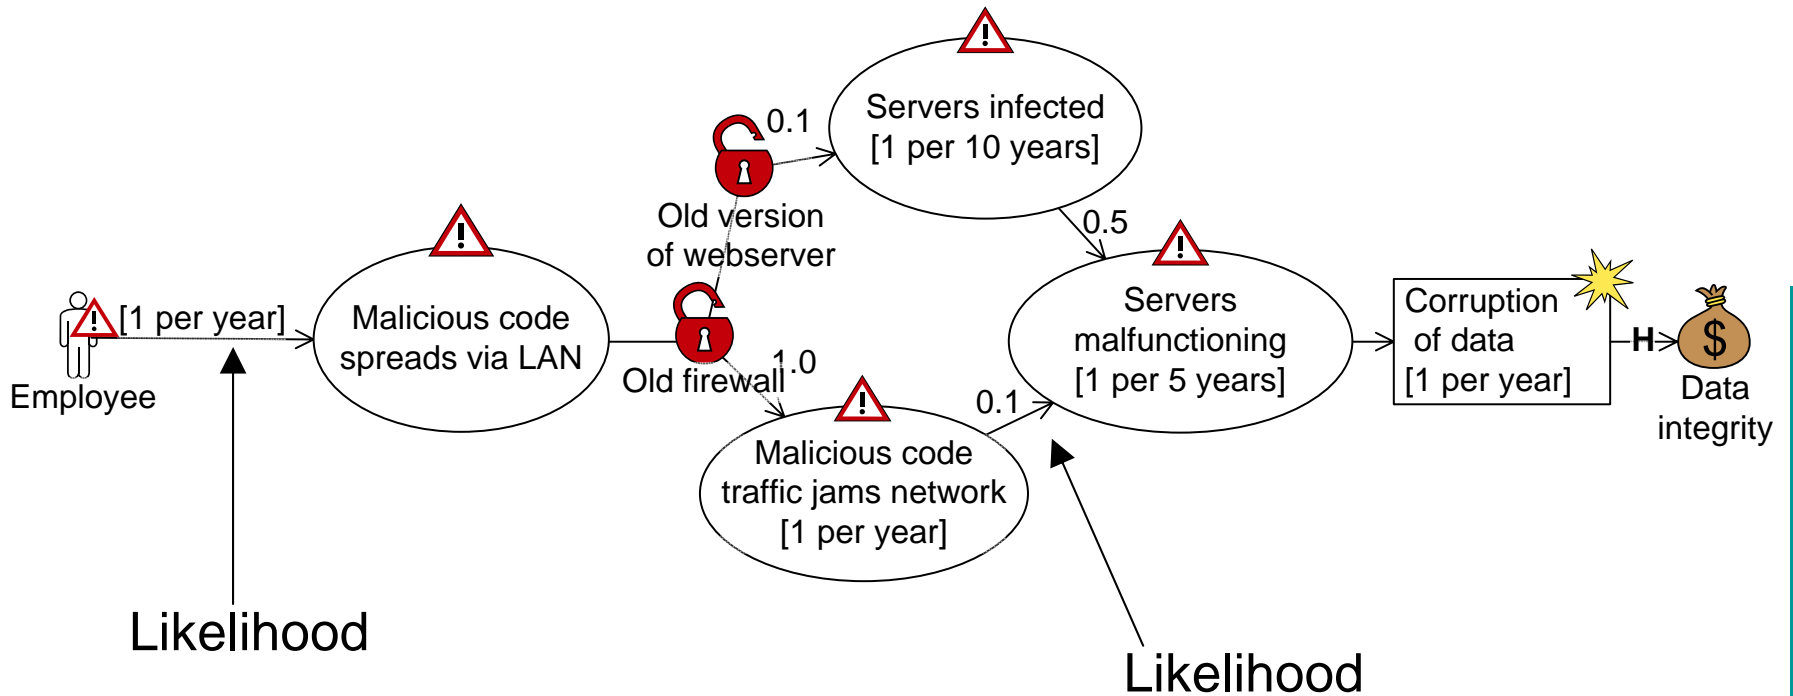 Employee
[1 per year]
Malicious code
spreads via LAN
Old version
of webserver
0.1
Old firewall
1.0
Servers infected
[1 per 10 years]
0.5
Malicious code
traffic jams network
[1 per year]
0.1
Servers
malfunctioning
[1 per 5 years]
Corruption
of data
[1 per year]
H
$
Data
integrity
Likelihood
Likelihood